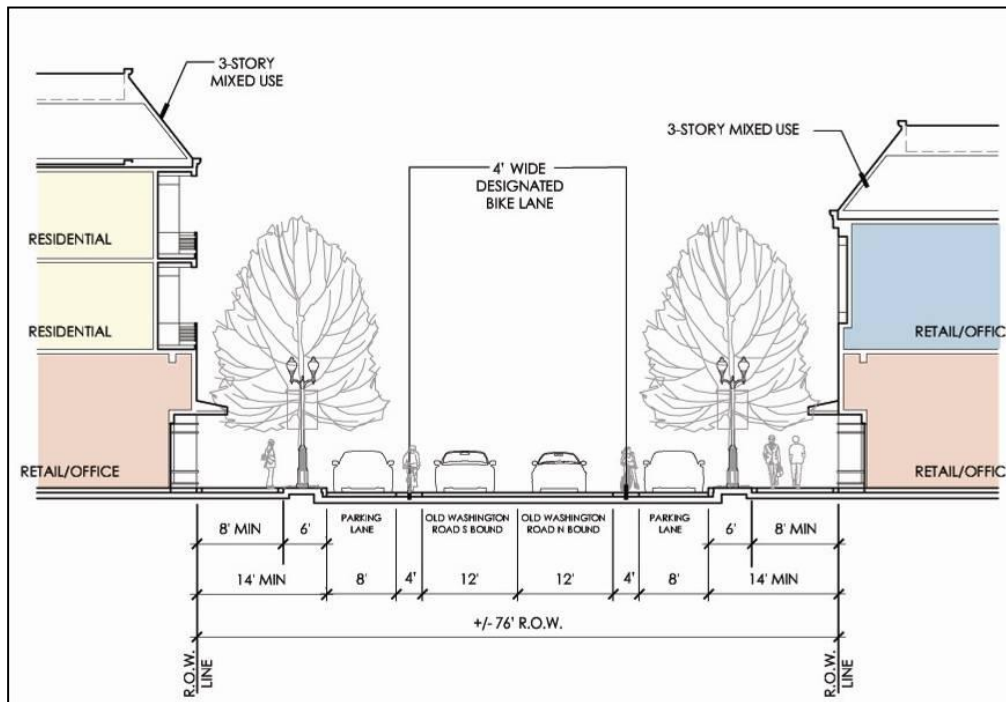 3-STORY
MIXED USE
3-STORY MIXED USE
4' WIDE
DESIGNATED
BIKE LANE
RESIDENTIAL
RESIDENTIAL
RETAIL/OFFIC
RETAIL/OFFICE
RETAIL/OFFIC
8' MIN
6'
PARKING
LANE
OLD WASHINGTON
ROAD S BOUND
OLD WASHINGTON
ROAD N BOUND
PARKING
LANE
6'
8' MIN
14' MIN
8'
4'
12'
12'
4'
8'
14' MIN
+/- 76' R.O.W.
R.O.W.
LINE
R.O.W.
LINE